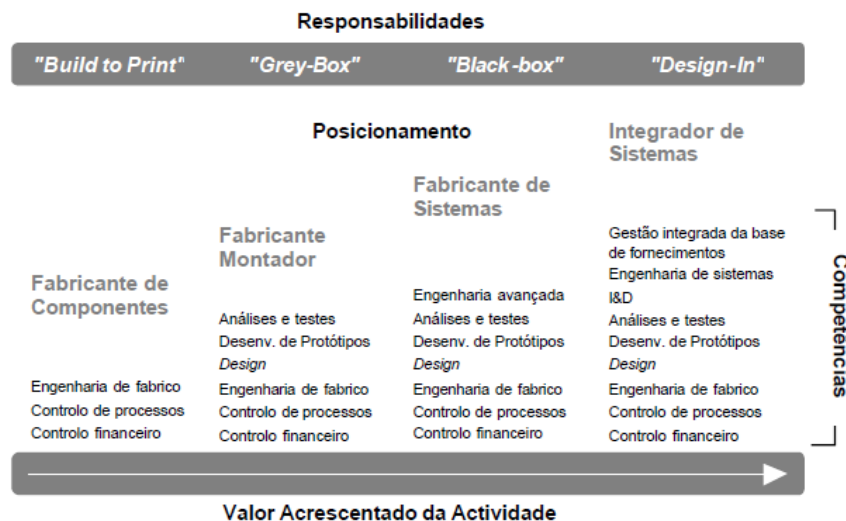 Responsabilidades
"Build to Print" "Grey-Box" "Black-box" "Design-In"
Posicionamento
Fabricante de
Componentes
Engenharia de fabrico
Controlo de processos
Controlo financeiro
Fabricante
Montador
Análises e testes
Desenv. de Protótipos
Design
Engenharia de fabrico
Controlo de processos
Controlo financeiro
Fabricante de
Sistemas
Engenharia avançada
Análises e testes
Desenv. de Protótipos
Design
Engenharia de fabrico
Controlo de processos
Controlo financeiro
Integrador de
Sistemas
Gestão integrada da base
de fornecimentos
Engenharia de sistemas
I&D
Análises e testes
Desenv. de Protótipos
Design
Engenharia de fabrico
Controlo de processos
Controlo financeiro
Competencias
Valor Acrescentado da Actividade